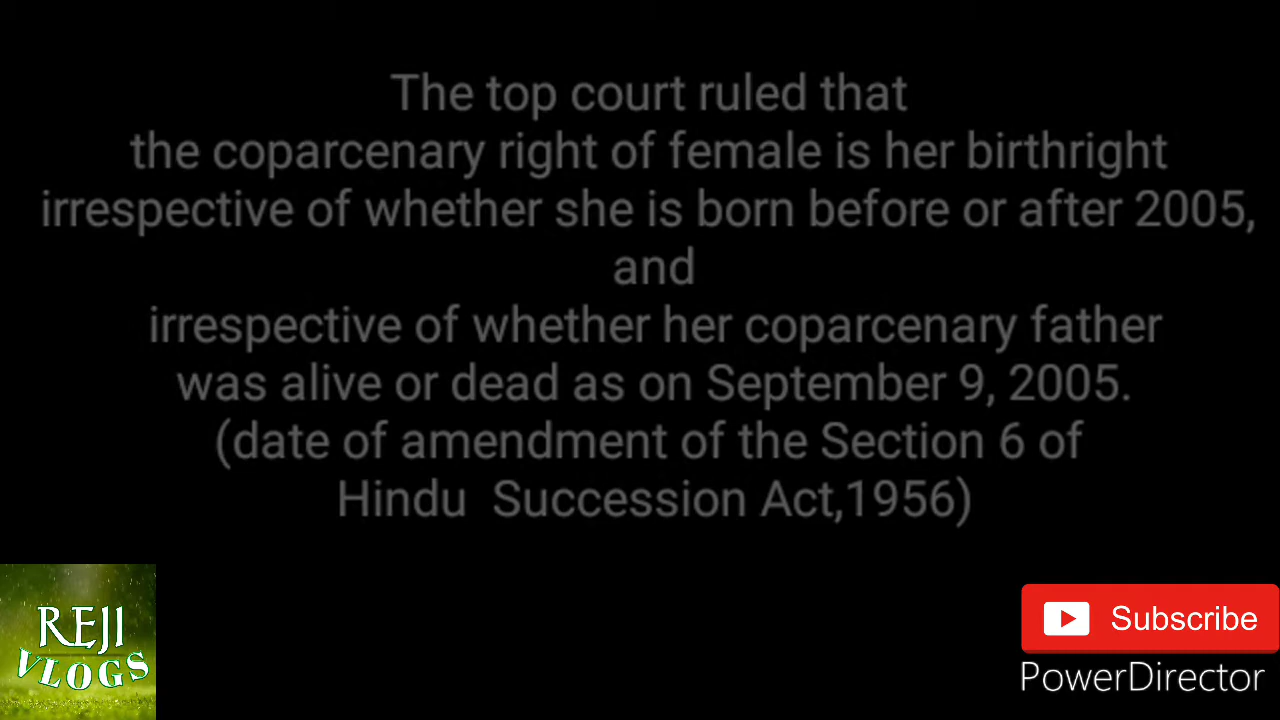 The top court ruled that
the coparcenary right of female is her birthright
irrespective of whether she is born before or after 2005,
and
irrespective of whether her coparcenary father
was alive or dead as on September 9, 2005.
(date of amendment of the Section 6 of
Hindu  Succession Act,1956)
REJI
VLOGS
Subscribe
PowerDirector